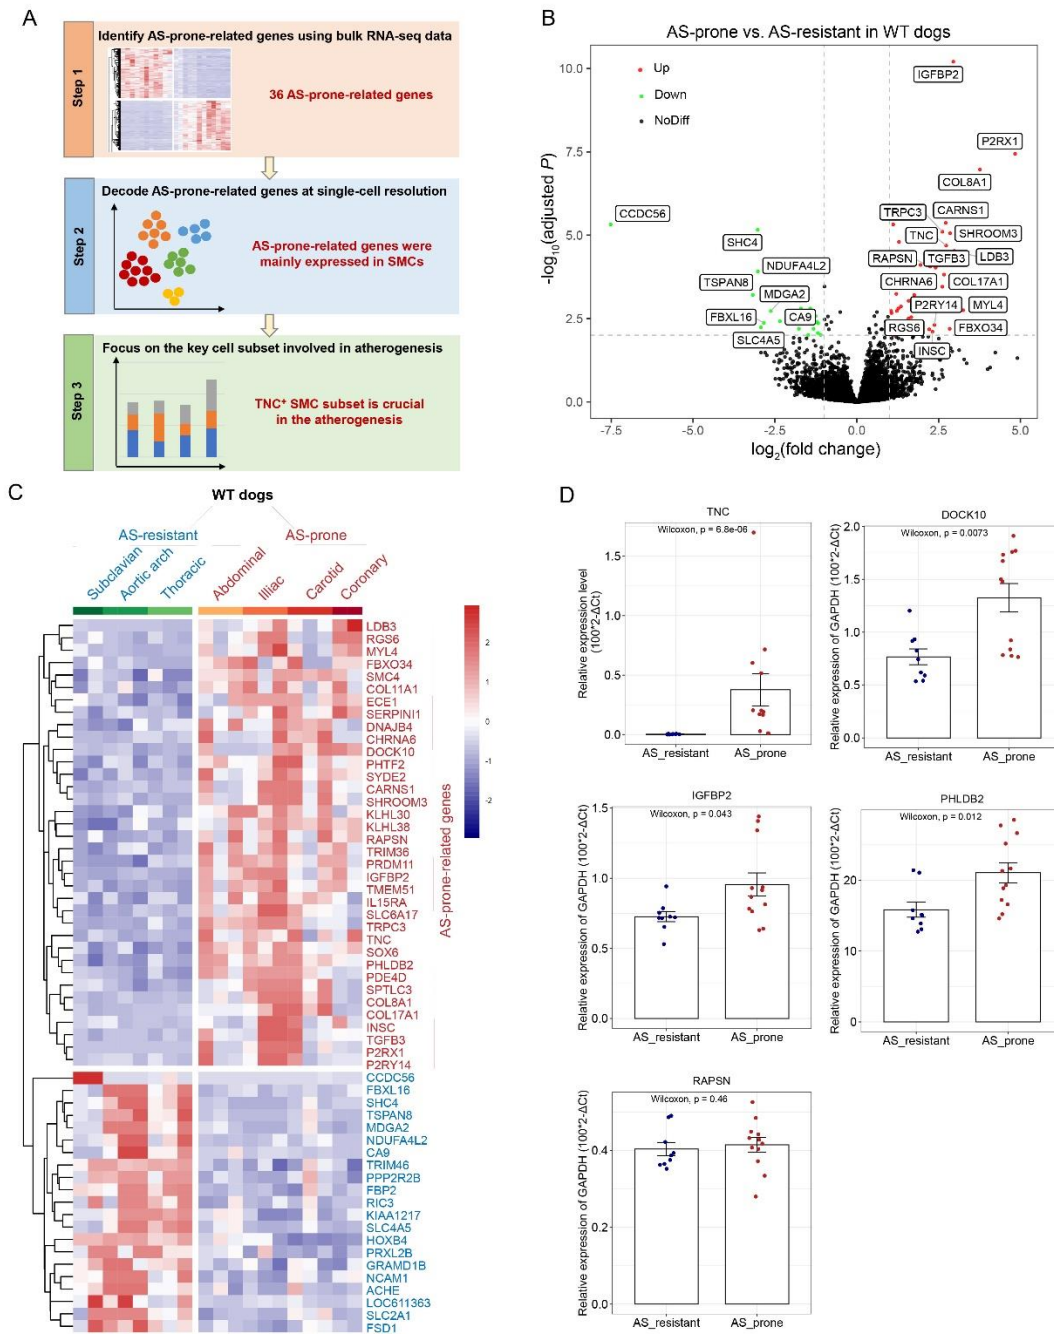 A
Step 1
Identify AS-prone-related genes using bulk RNA-seq data
36 AS-prone-related genes
Step 2
Decode AS-prone-related genes at single-cell resolution
AS-prone-related genes were
mainly expressed in SMCs
Step 3
Focus on the key cell subset involved in atherogenesis
TNC⁺ SMC subset is crucial
in the atherogenesis
B
AS-prone vs. AS-resistant in WT dogs
Up
Down
NoDiff
IGFBP2
P2RX1
COL8A1
CCDC56
TRPC3
CARNS1
SHC4
TNC
SHROOM3
NDUFA4L2
RAPSN
TGFB3
LDB3
TSPAN8
CHRNA6
COL17A1
MDGA2
P2RY14
MYL4
FBXL16
CA9
RGS6
FBXO34
SLC4A5
INSC
10.0
7.5
5.0
2.5
0.0
-log10(adjusted P)
-7.5 -5.0 -2.5 0.0 2.5 5.0
log2(fold change)
C
WT dogs
AS-resistant
AS-prone
Subclavian
Aortic arch
Thoracic
Abdominal
Illiac
Carotid
Coronary
LDB3
RGS6
MYL4
FBXO34
SMC4
COL11A1
ECE1
SERPINI1
DNAJB4
CHRNA6
DOCK10
PHTF2
SYDE2
CARNS1
SHROOM3
KLHL30
KLHL38
RAPSN
TRIM36
PRDM11
IGFBP2
TMEM51
IL15RA
SLC6A17
TRPC3
TNC
SOX6
PHLDB2
PDE4D
SPTLC3
COL8A1
COL17A1
INSC
TGFB3
P2RX1
P2RY14
CCDC56
FBXL16
SHC4
TSPAN8
MDGA2
NDUFA4L2
CA9
TRIM46
PPP2R2B
FBP2
RIC3
KIAA1217
SLC4A5
HOXB4
PRXL2B
GRAMD1B
NCAM1
ACHE
LOC611363
SLC2A1
FSD1
AS-prone-related genes
2
1
0
-1
-2
D
TNC
Wilcoxon, p = 6.8e-06
Relative expression level
(100*2-ΔCt)
1.5
1.0
0.5
0.0
AS_resistant AS_prone
DOCK10
Wilcoxon, p = 0.0073
Relative expression of GAPDH (100*2-ΔCt)
2.0
1.5
1.0
0.5
0.0
AS_resistant AS_prone
IGFBP2
Wilcoxon, p = 0.043
Relative expression of GAPDH (100*2-ΔCt)
1.5
1.0
0.5
0.0
AS_resistant AS_prone
PHLDB2
Wilcoxon, p = 0.012
Relative expression of GAPDH (100*2-ΔCt)
20
10
0
AS_resistant AS_prone
RAPSN
Wilcoxon, p = 0.46
Relative expression of GAPDH (100*2-ΔCt)
0.4
0.2
0.0
AS_resistant AS_prone